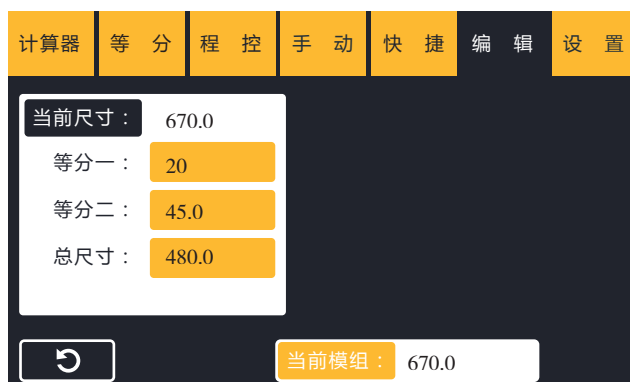 计算器 等 分 程 控 手 动 快 捷 编 辑 设 置
当前尺寸： 670.0
等分一： 20
等分二： 45.0
总尺寸： 480.0
当前模组： 670.0